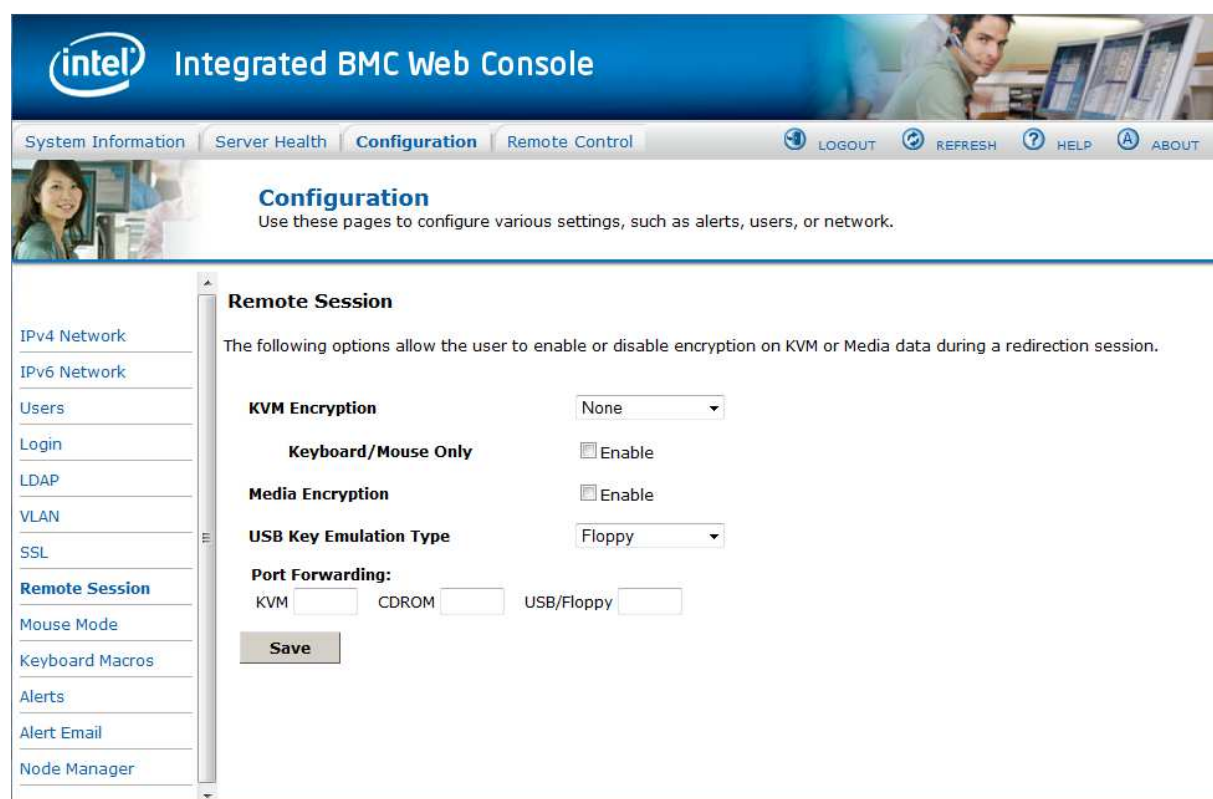 intel Integrated BMC Web Console
System Information Server Health Configuration Remote Control LOGOUT REFRESH ? HELP A ABOUT
Configuration
Use these pages to configure various settings, such as alerts, users, or network.
IPv4 Network
IPv6 Network
Users
Login
LDAP
VLAN
SSL
Remote Session
Mouse Mode
Keyboard Macros
Alerts
Alert Email
Node Manager
Remote Session
The following options allow the user to enable or disable encryption on KVM or Media data during a redirection session.
KVM Encryption None
Keyboard/Mouse Only Enable
Media Encryption Enable
USB Key Emulation Type Floppy
Port Forwarding:
KVM CDROM USB/Floppy
Save